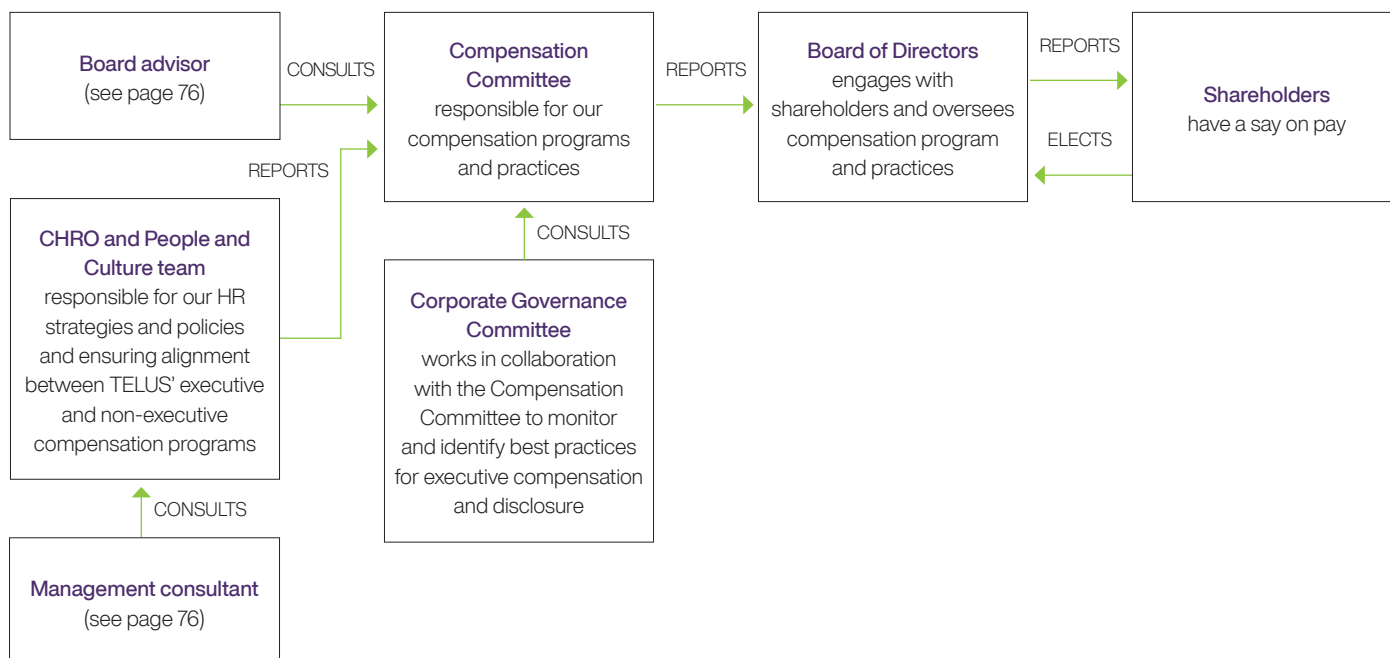 Board advisor
(see page 76)
CONSULTS
Compensation
Committee
responsible for our
compensation programs
and practices
REPORTS
Board of Directors
engages with
shareholders and oversees
compensation program
and practices
REPORTS
ELECTS
Shareholders
have a say on pay
REPORTS
CHRO and People and
Culture team
responsible for our HR
strategies and policies
and ensuring alignment
between TELUS’ executive
and non-executive
compensation programs
CONSULTS
Corporate Governance
Committee
works in collaboration
with the Compensation
Committee to monitor
and identify best practices
for executive compensation
and disclosure
CONSULTS
Management consultant
(see page 76)